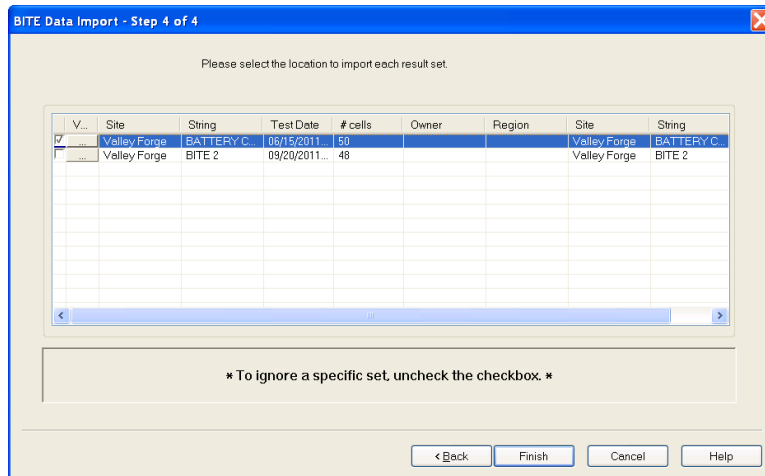 BITE Data Import - Step 4 of 4
Please select the location to import each result set.
V... Site String Test Date # cells Owner Region Site String
... Valley Forge BATTERY C... 06/15/2011... 50 Valley Forge BATTERY C...
... Valley Forge BITE 2 09/20/2011... 48 Valley Forge BITE 2
* To ignore a specific set, uncheck the checkbox. *
< Back Finish Cancel Help